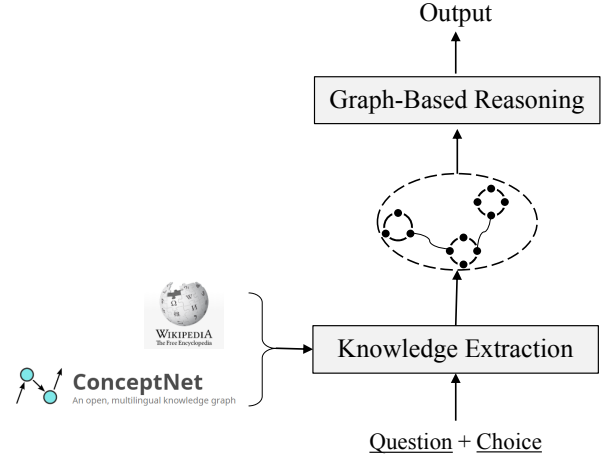 Output
Graph-Based Reasoning
WIKIPEDIA
The Free Encyclopedia
Knowledge Extraction
ConceptNet
An open, multilingual knowledge graph
Question + Choice